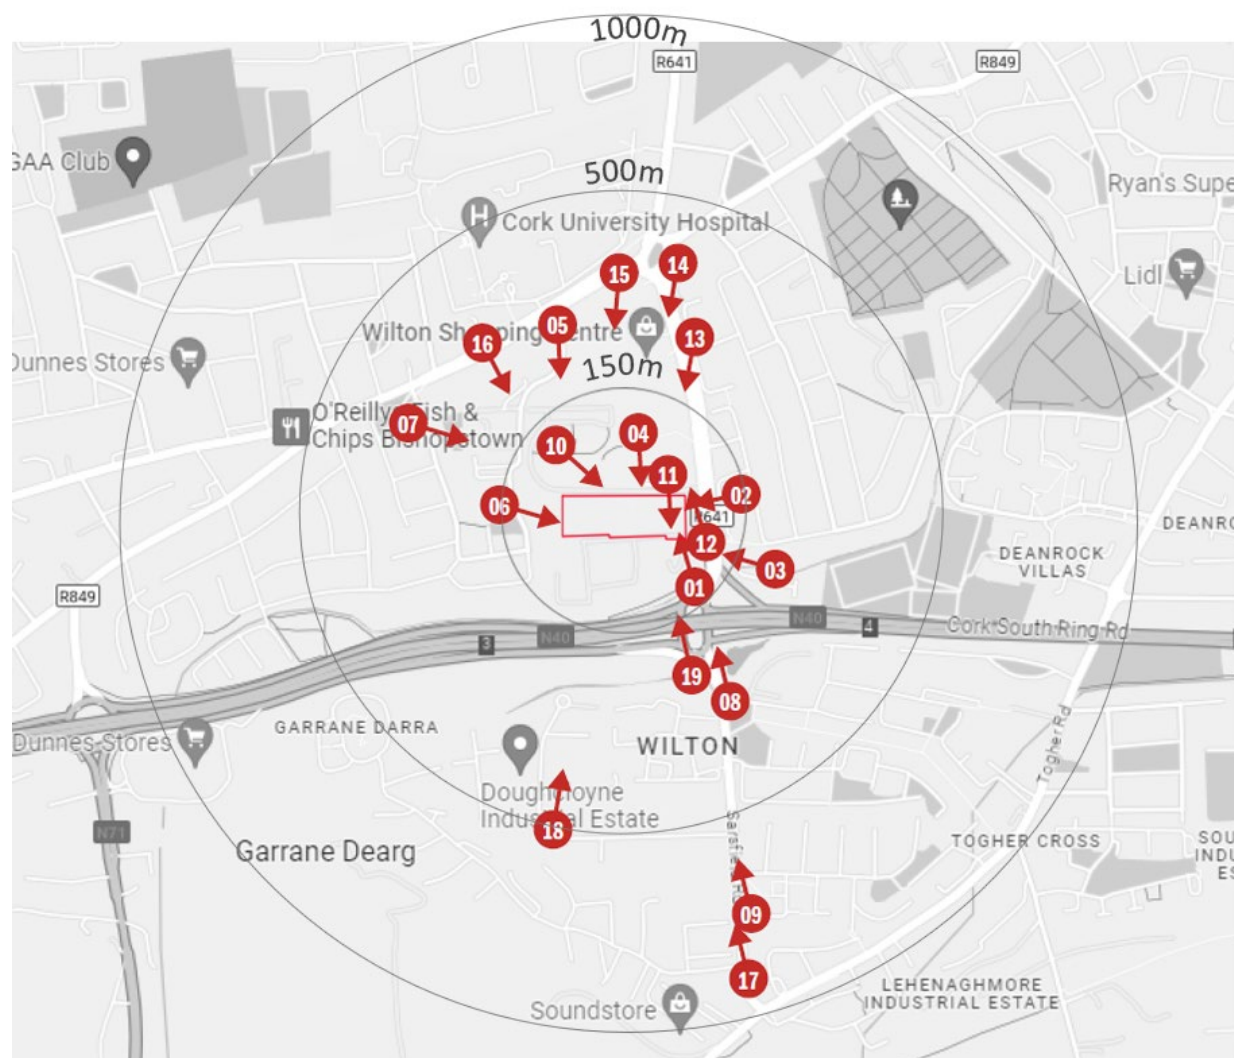 1000m
R641
R849
GAA Club
500m
Ryan's Supe
Cork University Hospital
14
15
Lidl
05
Wilton Shopping Centre
13
16
Dunnes Stores
150m
O'Reilly's Fish &
Chips Bishopstown
07
04
10
11
06
02
R641
DEANRO
12
DEANROCK
VILLAS
03
01
R849
N40
4
Cork South Ring Rd
3
N40
19
08
GARRANE DARRA
Dunnes Stores
WILTON
Togher Rd
Doughcloyne
Industrial Estate
18
N71
Sarsfield Rd
TOGHER CROSS
SOU
INDU
ES
Garrane Dearg
09
17
LEHENAGHMORE
INDUSTRIAL ESTATE
Soundstore